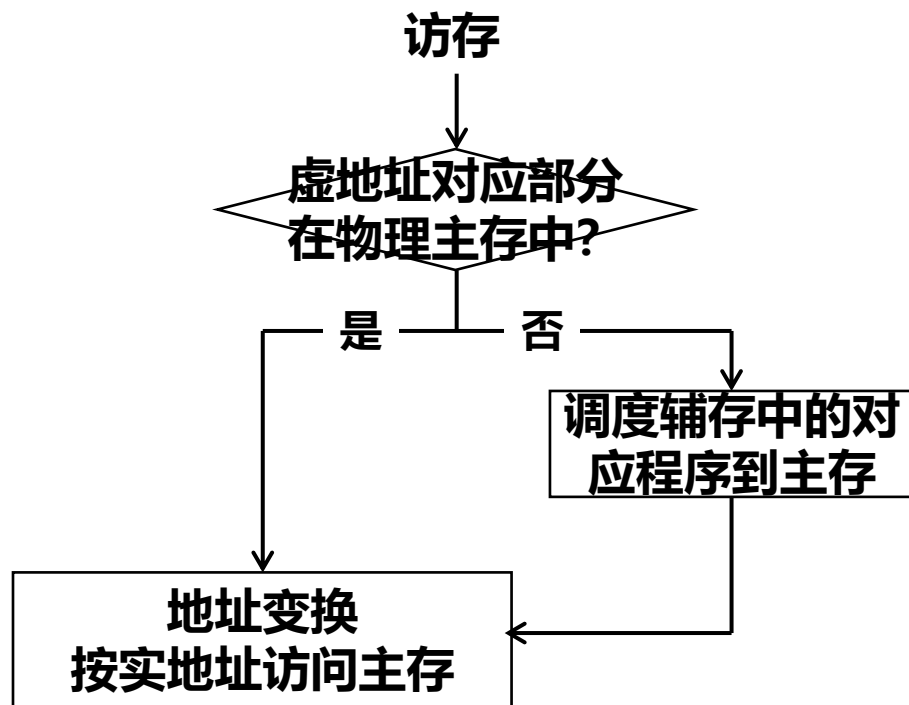 访存
虚地址对应部分
在物理主存中?
是
否
调度辅存中的对
应程序到主存
地址变换
按实地址访问主存